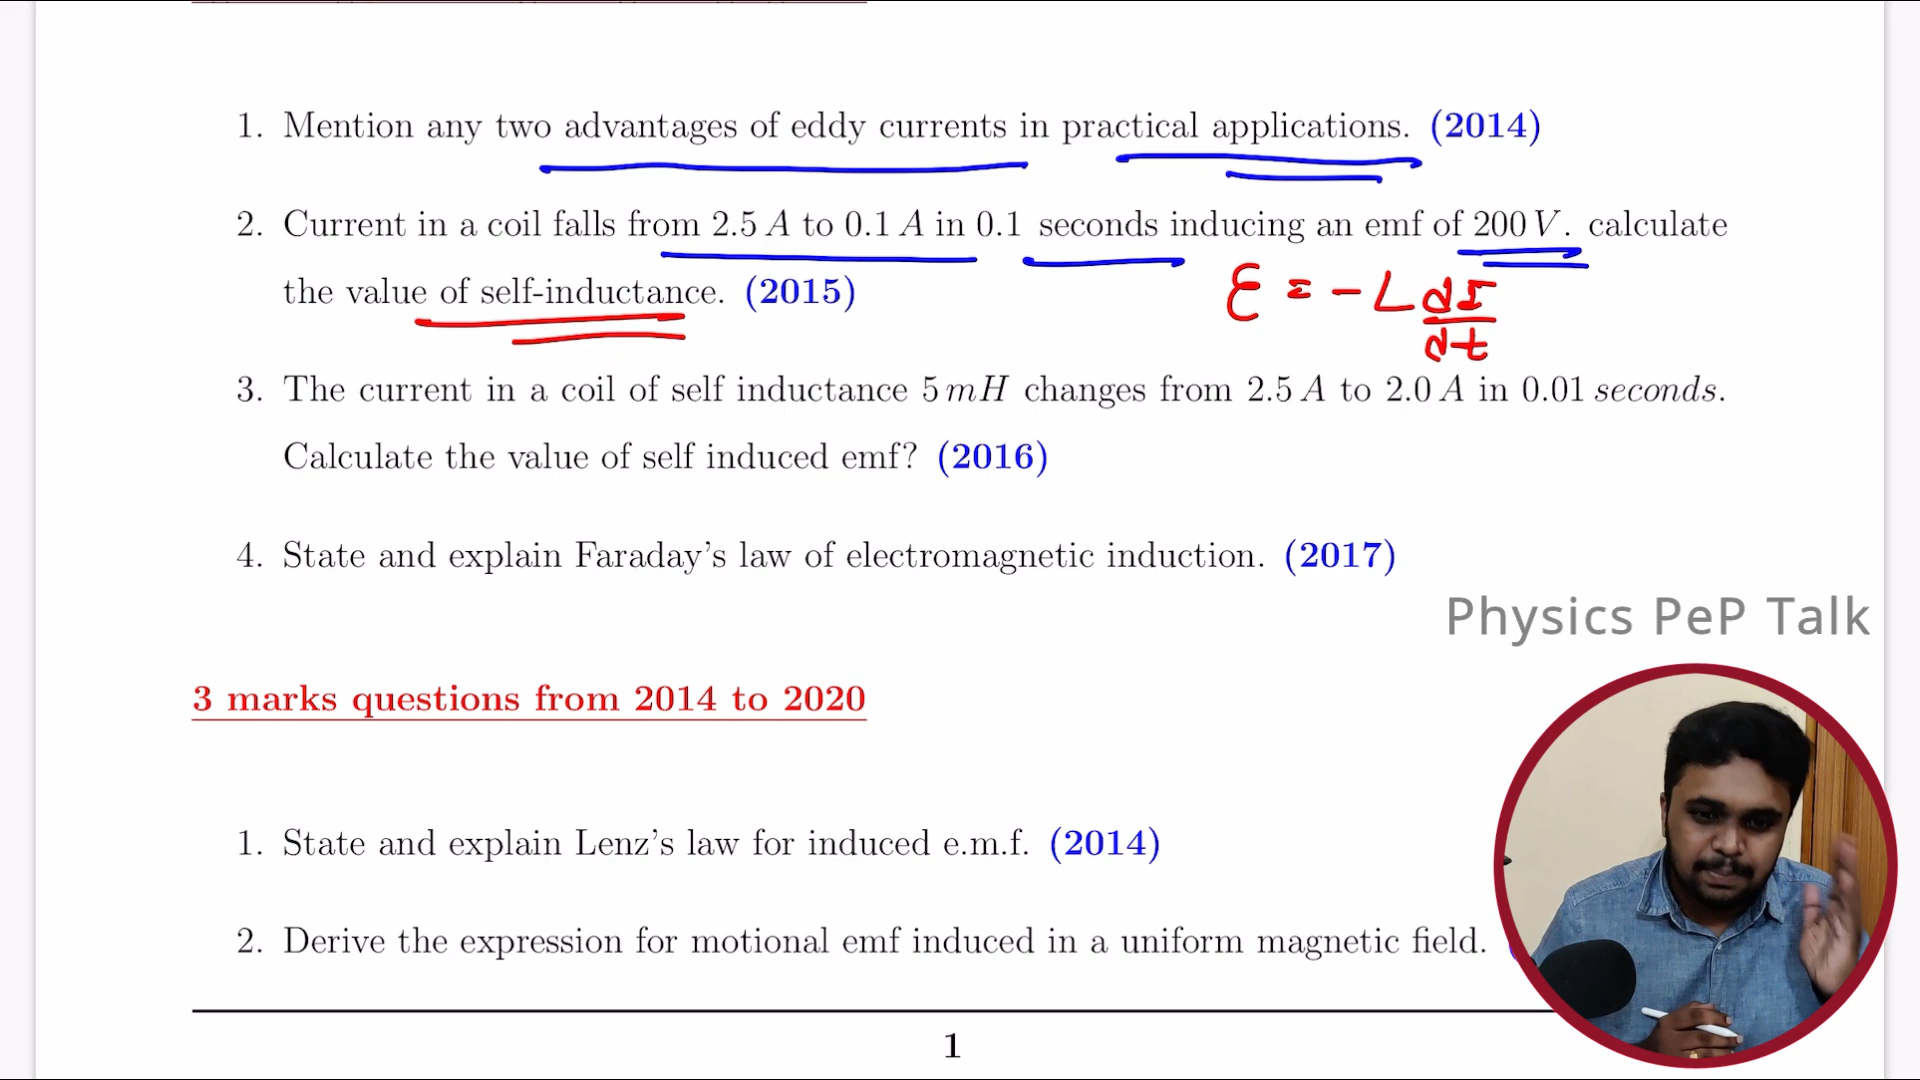 1. Mention any two advantages of eddy currents in practical applications. (2014)
2. Current in a coil falls from 2.5 A to 0.1 A in 0.1 seconds inducing an emf of 200 V. calculate
the value of self-inductance. (2015)
ε = - L dI/dt
3. The current in a coil of self inductance 5 mH changes from 2.5 A to 2.0 A in 0.01 seconds.
Calculate the value of self induced emf? (2016)
4. State and explain Faraday's law of electromagnetic induction. (2017)
Physics PeP Talk
3 marks questions from 2014 to 2020
1. State and explain Lenz's law for induced e.m.f. (2014)
2. Derive the expression for motional emf induced in a uniform magnetic field.
1